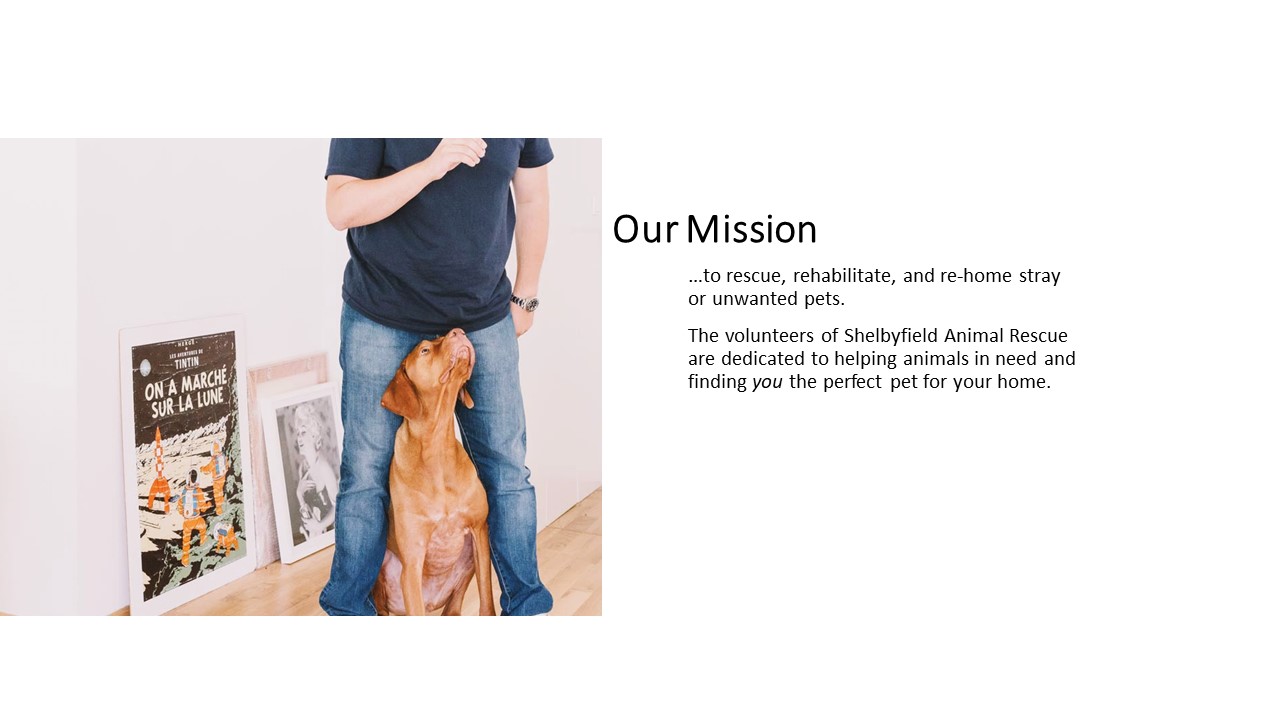 Our Mission
...to rescue, rehabilitate, and re-home stray
or unwanted pets.
The volunteers of Shelbyfield Animal Rescue
are dedicated to helping animals in need and
finding you the perfect pet for your home.
HERGÉ
LES AVENTURES DE
TINTIN
ON A MARCHÉ
SUR LA LUNE